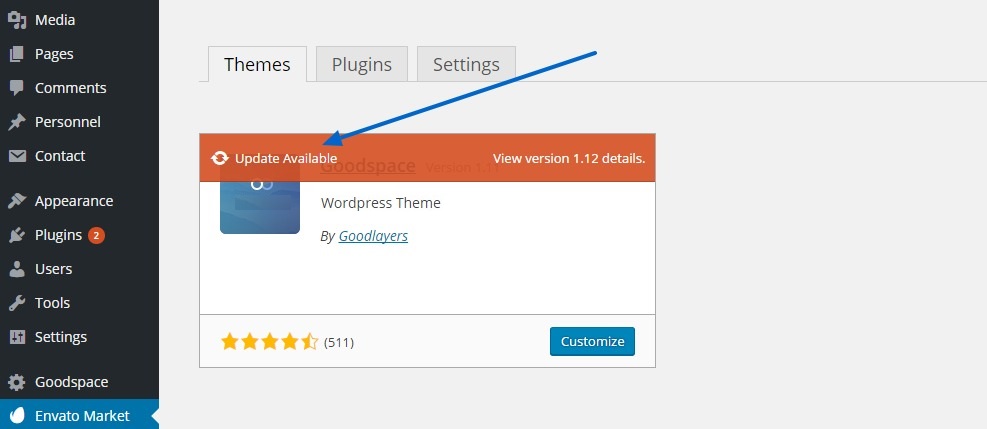 Media
Pages
Comments
Personnel
Contact
Appearance
Plugins 2
Users
Tools
Settings
Goodspace
Envato Market
Themes Plugins Settings
Update Available View version 1.12 details.
Goodspace Version 1.11
Wordpress Theme
By Goodlayers
(511) Customize